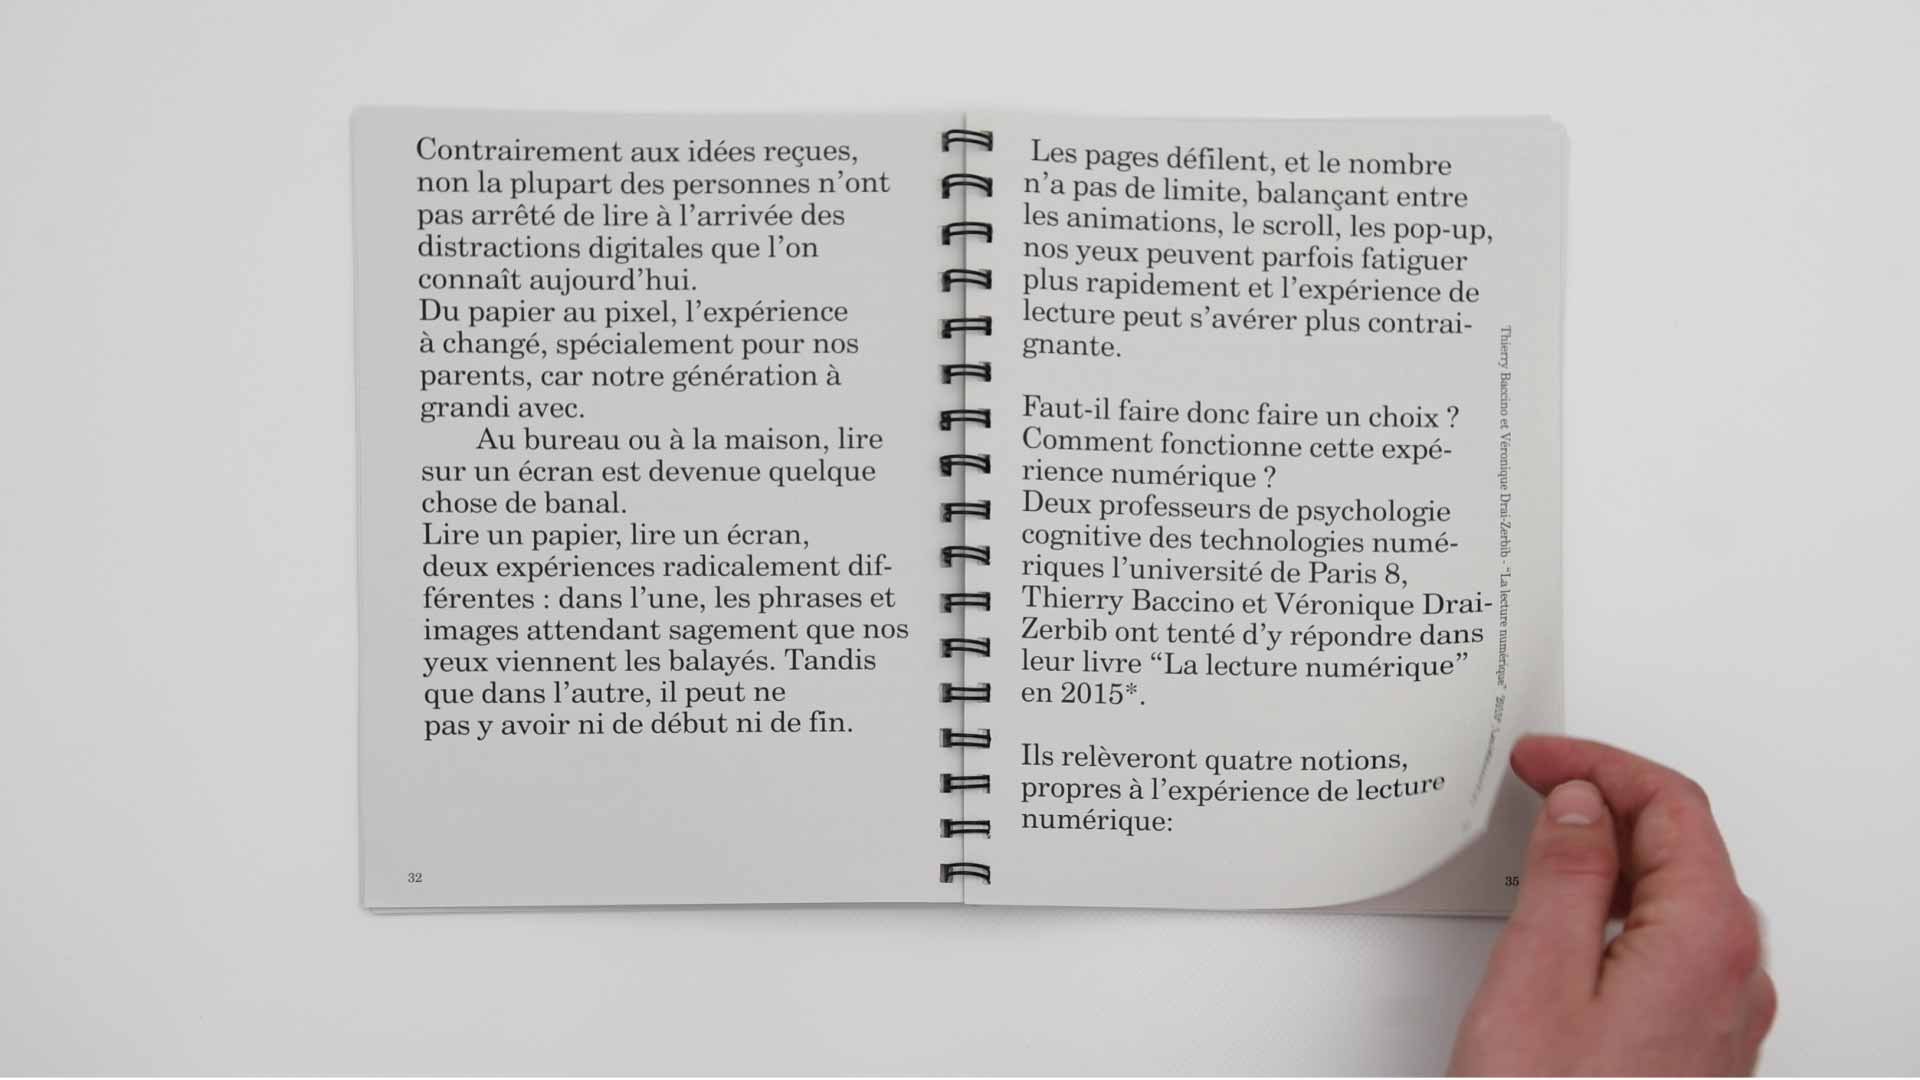 Contrairement aux idées reçues,
non la plupart des personnes n’ont
pas arrêté de lire à l’arrivée des
distractions digitales que l’on
connaît aujourd’hui.
Du papier au pixel, l’expérience
à changé, spécialement pour nos
parents, car notre génération à
grandi avec.
Au bureau ou à la maison, lire
sur un écran est devenue quelque
chose de banal.
Lire un papier, lire un écran,
deux expériences radicalement dif-
férentes : dans l’une, les phrases et
images attendant sagement que nos
yeux viennent les balayés. Tandis
que dans l’autre, il peut ne
pas y avoir ni de début ni de fin.
32
Les pages défilent, et le nombre
n’a pas de limite, balançant entre
les animations, le scroll, les pop-up,
nos yeux peuvent parfois fatiguer
plus rapidement et l’expérience de
lecture peut s’avérer plus contrai-
gnante.
Faut-il faire donc faire un choix ?
Comment fonctionne cette expé-
rience numérique ?
Deux professeurs de psychologie
cognitive des technologies numé-
riques l’université de Paris 8,
Thierry Baccino et Véronique Drai-
Zerbib ont tenté d’y répondre dans
leur livre “La lecture numérique”
en 2015*.
Ils relèveront quatre notions,
propres à l’expérience de lecture
numérique:
Thierry Baccino et Véronique Drai-Zerbib - “La lecture numérique” 2015*
35